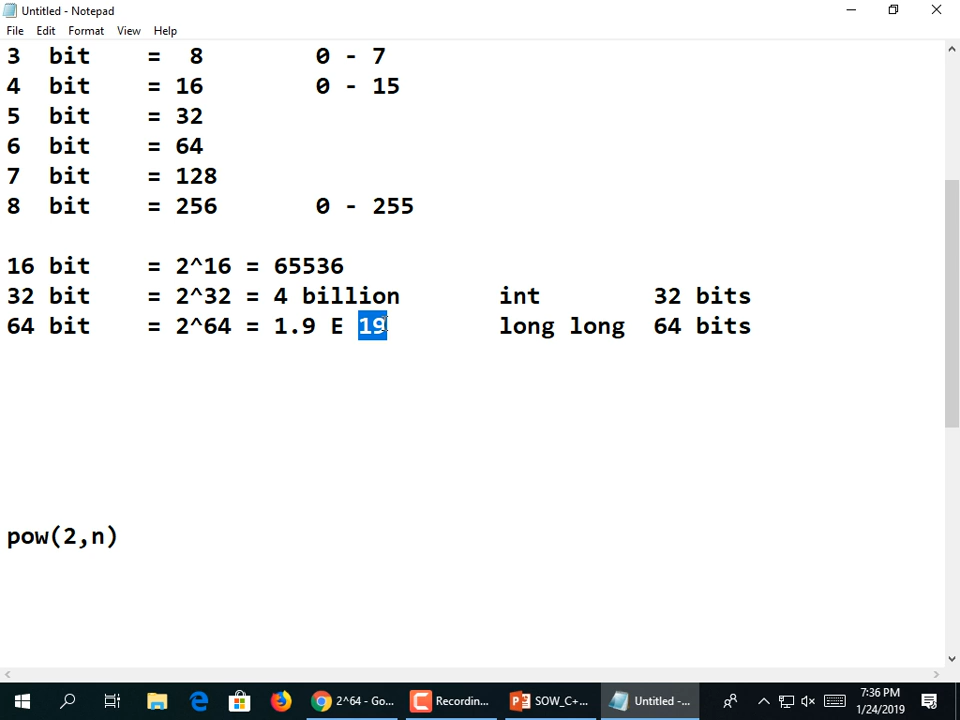 Untitled - Notepad
File Edit Format View Help
3 bit = 8 0 - 7
4 bit = 16 0 - 15
5 bit = 32
6 bit = 64
7 bit = 128
8 bit = 256 0 - 255
16 bit = 2^16 = 65536
32 bit = 2^32 = 4 billion int 32 bits
64 bit = 2^64 = 1.9 E 19 long long 64 bits
pow(2,n)
2^64 - Go... Recording... SOW_C+... Untitled -... 7:36 PM
1/24/2019